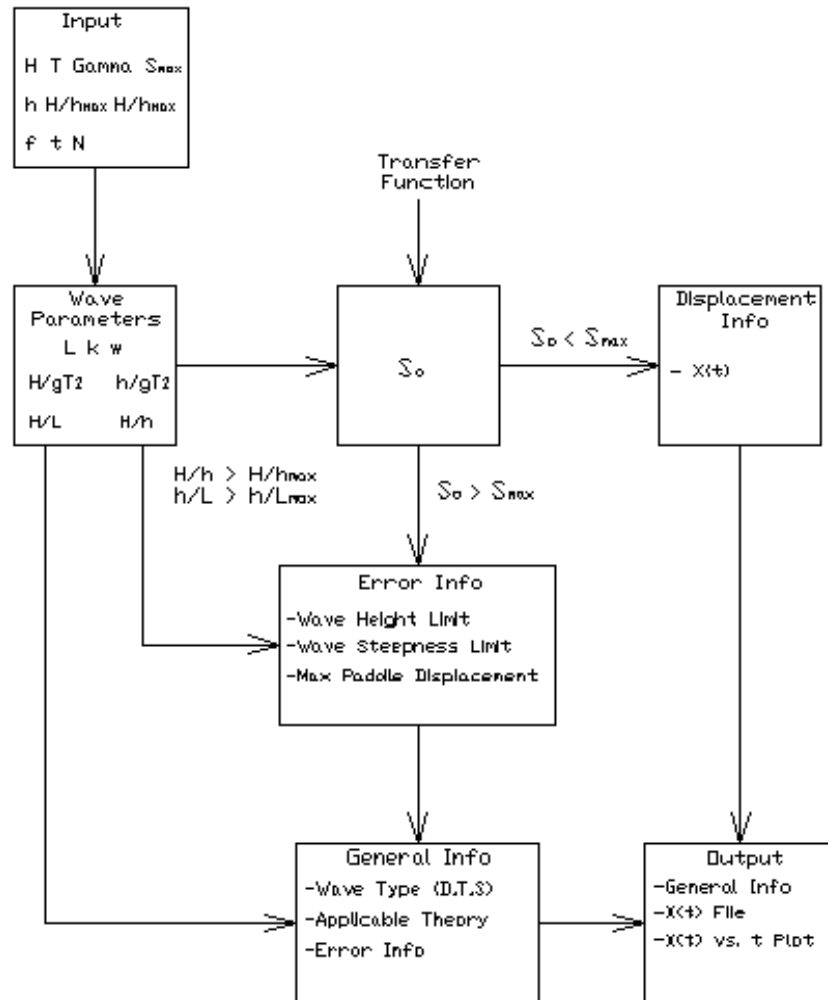 Input
H T Gamma Smax
h H/hmax H/hmax
f t N
Transfer
Function
Wave
Parameters
L k w
H/gT2 h/gT2
H/L H/h
So
So < Smax
Displacement
Info
- X(t)
H/h > H/hmax
h/L > h/Lmax
So > Smax
Error Info
-Wave Height Limit
-Wave Steepness Limit
-Max Paddle Displacement
General Info
-Wave Type (D.T.S)
-Applicable Theory
-Error Info
Output
-General Info
-X(t) File
-X(t) vs. t Plot